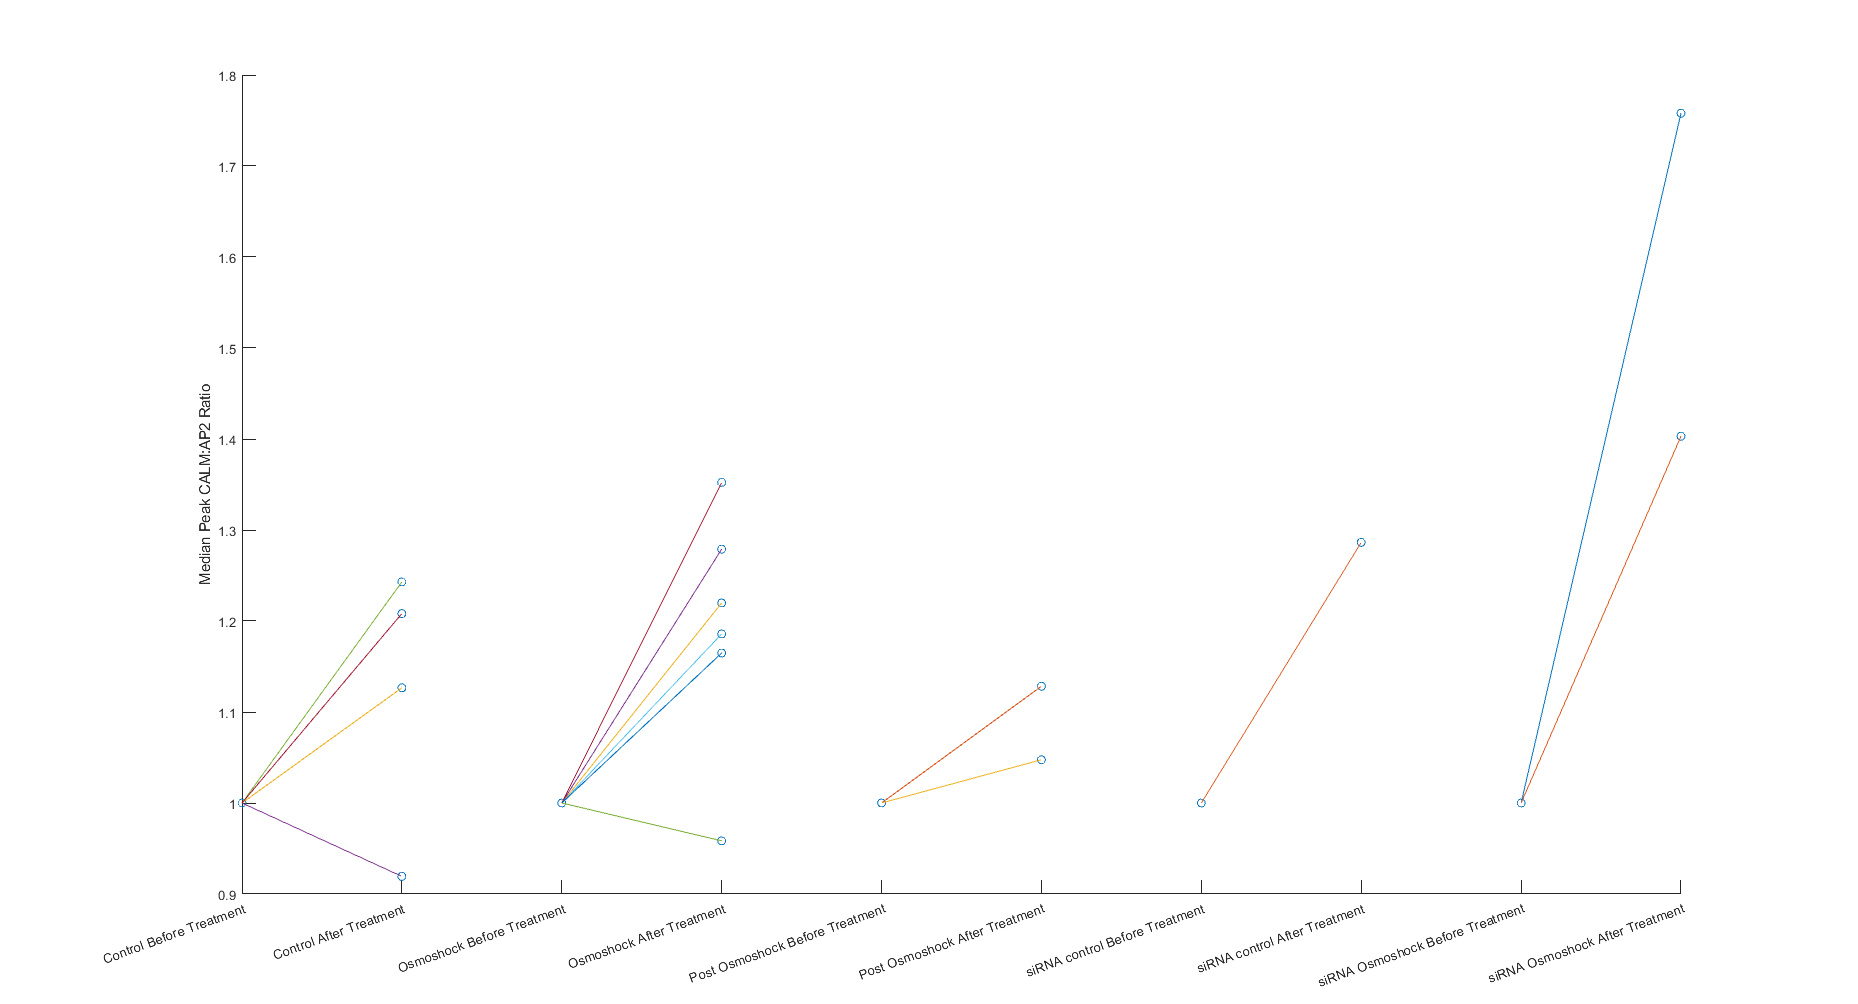 1.8
1.7
1.6
1.5
1.4
1.3
1.2
1.1
1
0.9
Median Peak CALM:AP2 Ratio
Control Before Treatment
Control After Treatment
Osmoshock Before Treatment
Osmoshock After Treatment
Post Osmoshock Before Treatment
Post Osmoshock After Treatment
siRNA control Before Treatment
siRNA control After Treatment
siRNA Osmoshock Before Treatment
siRNA Osmoshock After Treatment